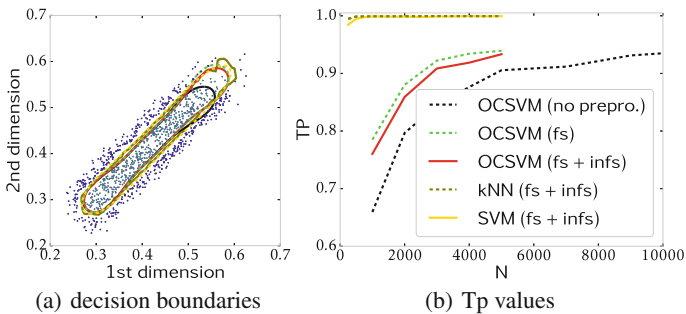 0.7
0.6
0.5
0.4
0.3
0.2
0.2 0.3 0.4 0.5 0.6 0.7
2nd dimension
1st dimension
(a) decision boundaries
1.0
0.9
0.8
0.7
0.6
0 2000 4000 6000 8000 10000
TP
N
OCSVM (no prepro.)
OCSVM (fs)
OCSVM (fs + infs)
kNN (fs + infs)
SVM (fs + infs)
(b) Tp values